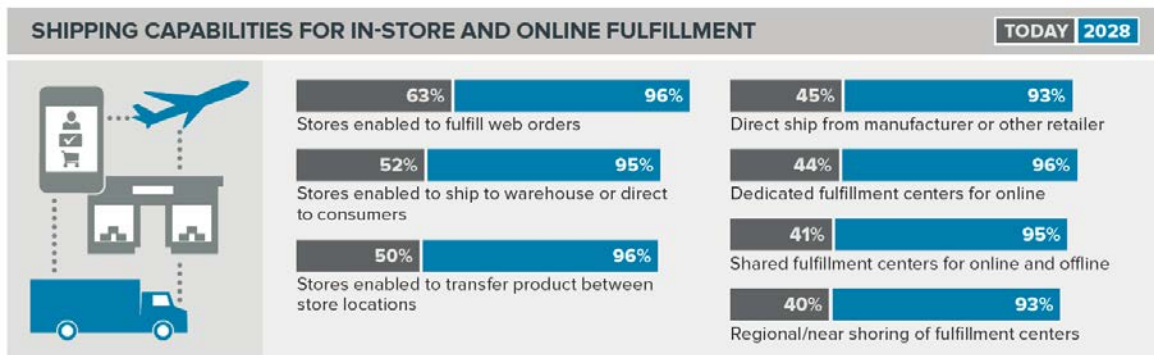 SHIPPING CAPABILITIES FOR IN-STORE AND ONLINE FULFILLMENT
TODAY 2028
63% 96%
Stores enabled to fulfill web orders
52% 95%
Stores enabled to ship to warehouse or direct
to consumers
50% 96%
Stores enabled to transfer product between
store locations
45% 93%
Direct ship from manufacturer or other retailer
44% 96%
Dedicated fulfillment centers for online
41% 95%
Shared fulfillment centers for online and offline
40% 93%
Regional/near shoring of fulfillment centers